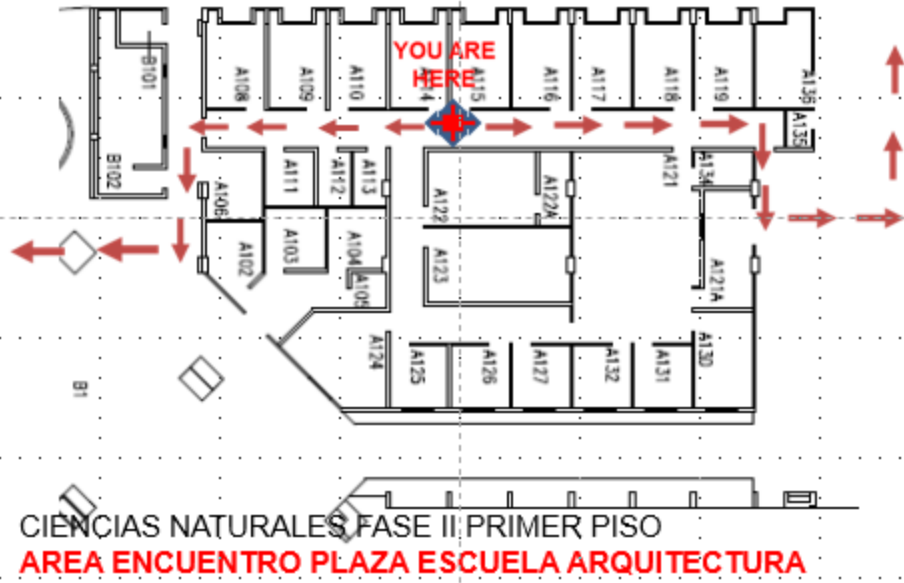 YOU ARE
HERE
B101
A108
A109
A110
A115
A116
A117
A118
A119
A136
A135
B102
A106
A111
A112
A113
A122
A122A
A121
A134
A102
A103
A104
A105
A123
A121A
A124
A125
A126
A127
A132
A131
A130
B1
CIENCIAS NATURALES FASE II PRIMER PISO
AREA ENCUENTRO PLAZA ESCUELA ARQUITECTURA